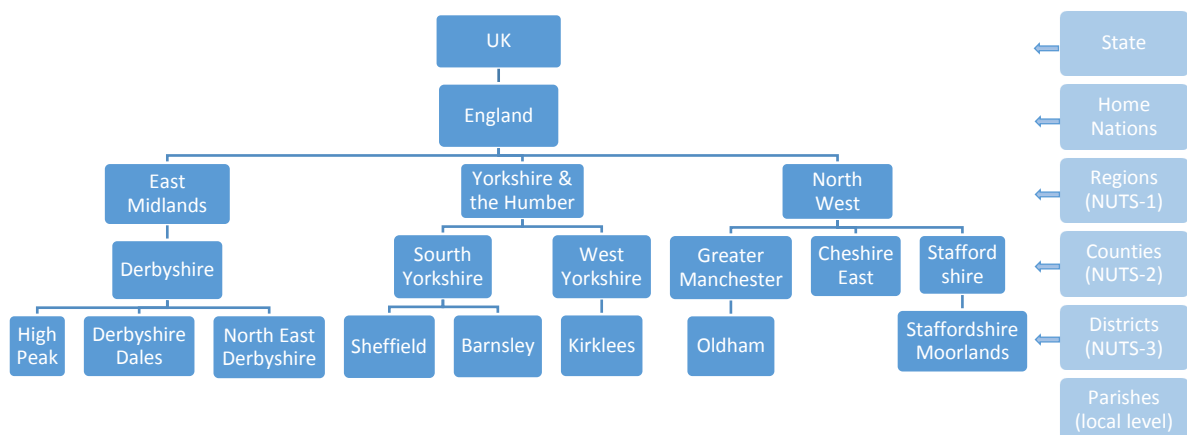 UK
State
England
Home
Nations
East
Midlands
Yorkshire &
the Humber
North
West
Regions
(NUTS-1)
Derbyshire
Sourth
Yorkshire
West
Yorkshire
Greater
Manchester
Cheshire
East
Stafford
shire
Counties
(NUTS-2)
High
Peak
Derbyshire
Dales
North East
Derbyshire
Sheffield
Barnsley
Kirklees
Oldham
Staffordshire
Moorlands
Districts
(NUTS-3)
Parishes
(local level)